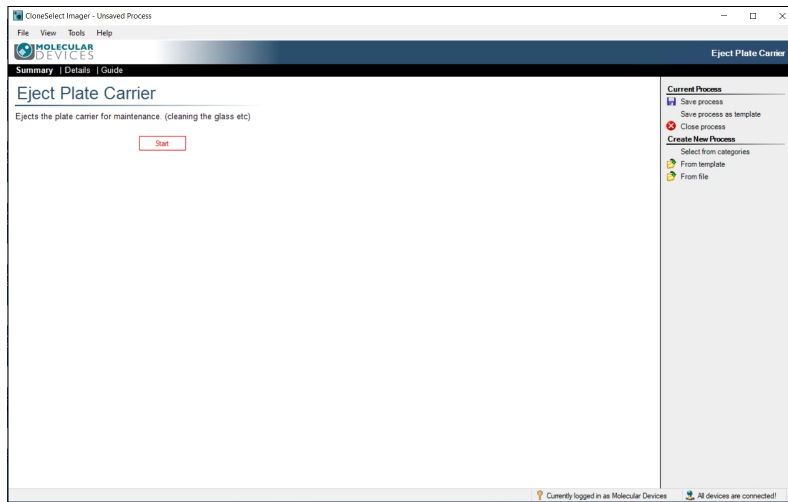 CloneSelect Imager - Unsaved Process
File View Tools Help
MOLECULAR
DEVICES
Eject Plate Carrier
Summary | Details | Guide
Eject Plate Carrier
Ejects the plate carrier for maintenance. (cleaning the glass etc)
Start
Current Process
Save process
Save process as template
Close process
Create New Process
Select from categories
From template
From file
Currently logged in as Molecular Devices
All devices are connected!